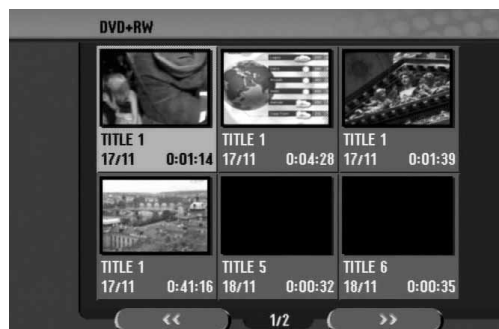 DVD+RW
TITLE 1
17/11 0:01:14
TITLE 1
17/11 0:04:28
TITLE 1
17/11 0:01:39
TITLE 1
17/11 0:41:16
TITLE 5
18/11 0:00:32
TITLE 6
18/11 0:00:35
<< 1/2 >>